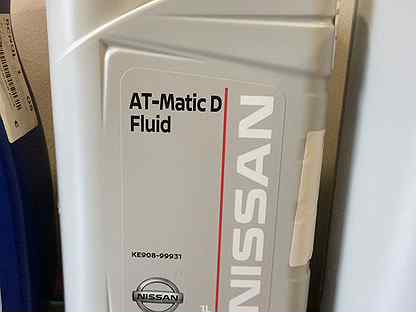 AT-Matic D
Fluid
NISSAN
KE908-99931
NISSAN
1L